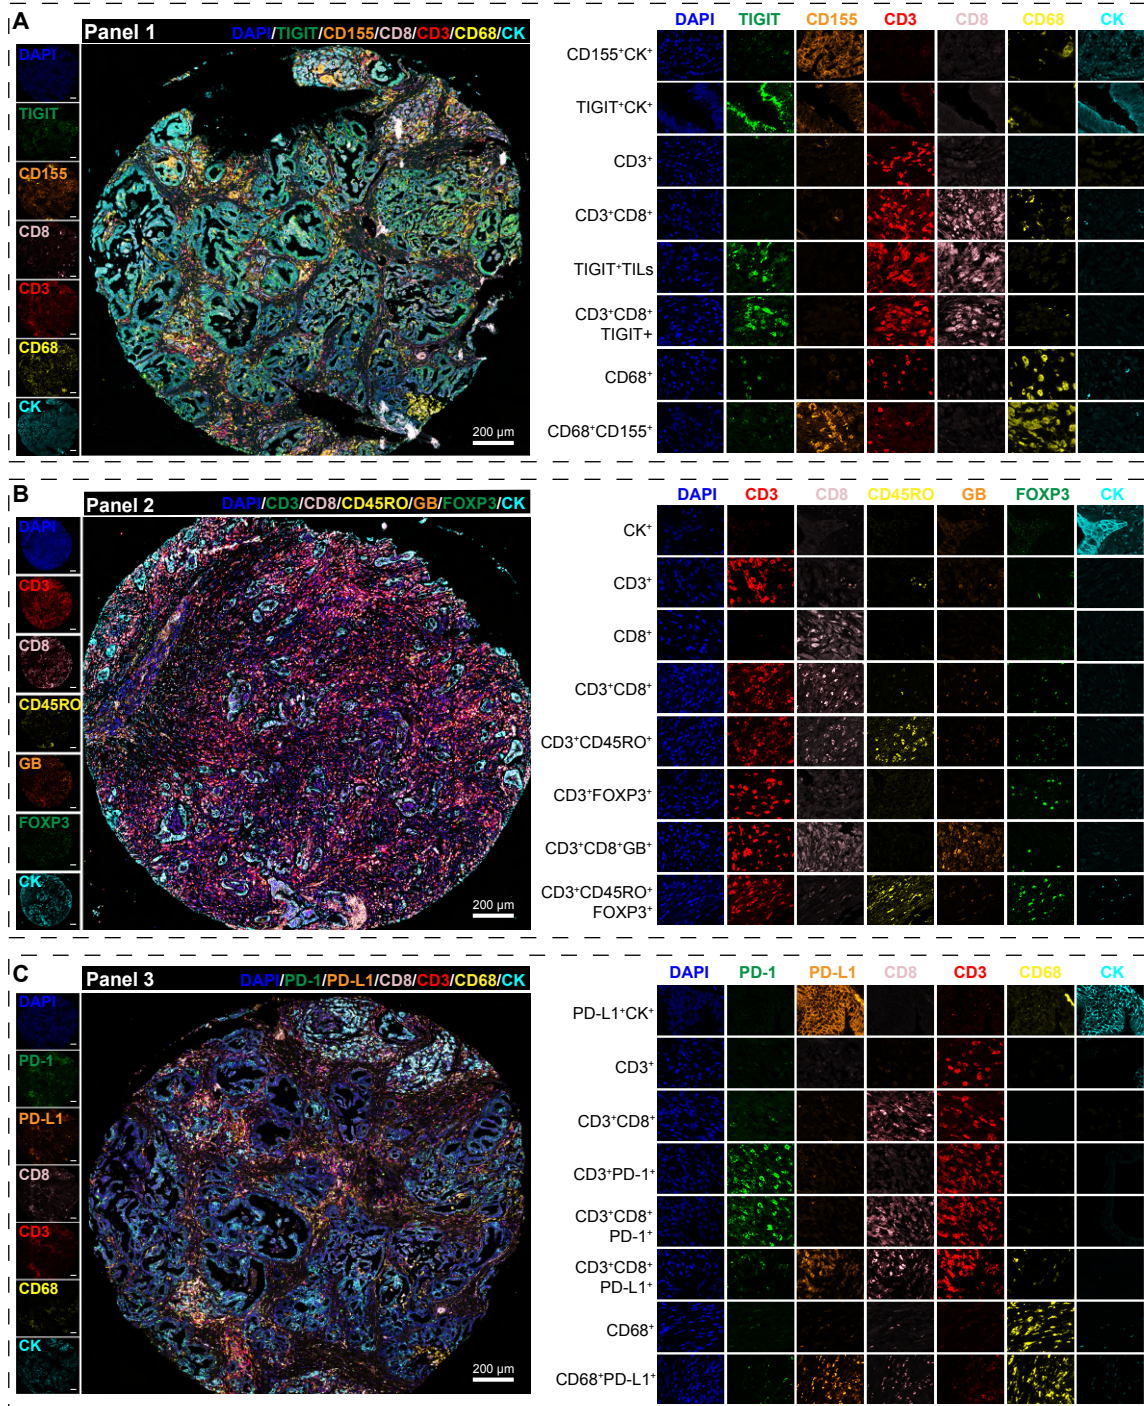 A
Panel 1
DAPI/TIGIT/CD155/CD8/CD3/CD68/CK
DAPI
TIGIT
CD155
CD8
CD3
CD68
CK
200 µm
DAPI TIGIT CD155 CD3 CD8 CD68 CK
CD155⁺CK⁺
TIGIT⁺CK⁺
CD3⁺
CD3⁺CD8⁺
TIGIT⁺TILs
CD3⁺CD8⁺
TIGIT+
CD68⁺
CD68⁺CD155⁺
B
Panel 2
DAPI/CD3/CD8/CD45RO/GB/FOXP3/CK
DAPI
CD3
CD8
CD45RO
GB
FOXP3
CK
200 µm
DAPI CD3 CD8 CD45RO GB FOXP3 CK
CK⁺
CD3⁺
CD8⁺
CD3⁺CD8⁺
CD3⁺CD45RO⁺
CD3⁺FOXP3⁺
CD3⁺CD8⁺GB⁺
CD3⁺CD45RO⁺
FOXP3⁺
C
Panel 3
DAPI/PD-1/PD-L1/CD8/CD3/CD68/CK
DAPI
PD-1
PD-L1
CD8
CD3
CD68
CK
200 µm
DAPI PD-1 PD-L1 CD8 CD3 CD68 CK
PD-L1⁺CK⁺
CD3⁺
CD3⁺CD8⁺
CD3⁺PD-1⁺
CD3⁺CD8⁺
PD-1⁺
CD3⁺CD8⁺
PD-L1⁺
CD68⁺
CD68⁺PD-L1⁺